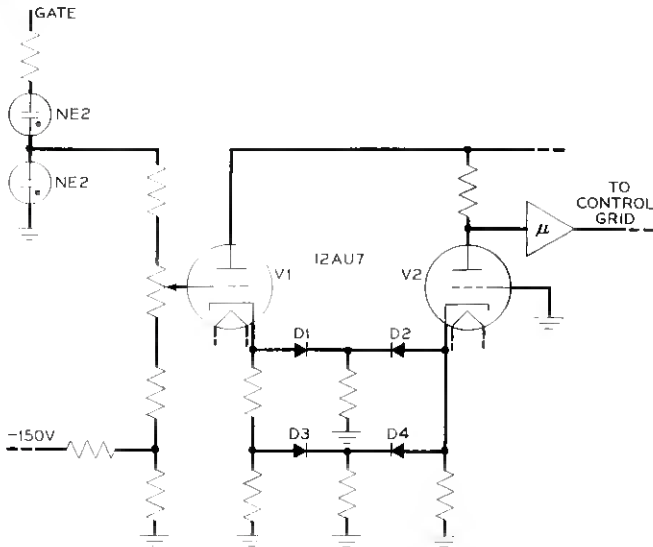 GATE
NE2
NE2
TO
CONTROL
GRID
μ
12AU7
V1
V2
D1
D2
D3
D4
-150V